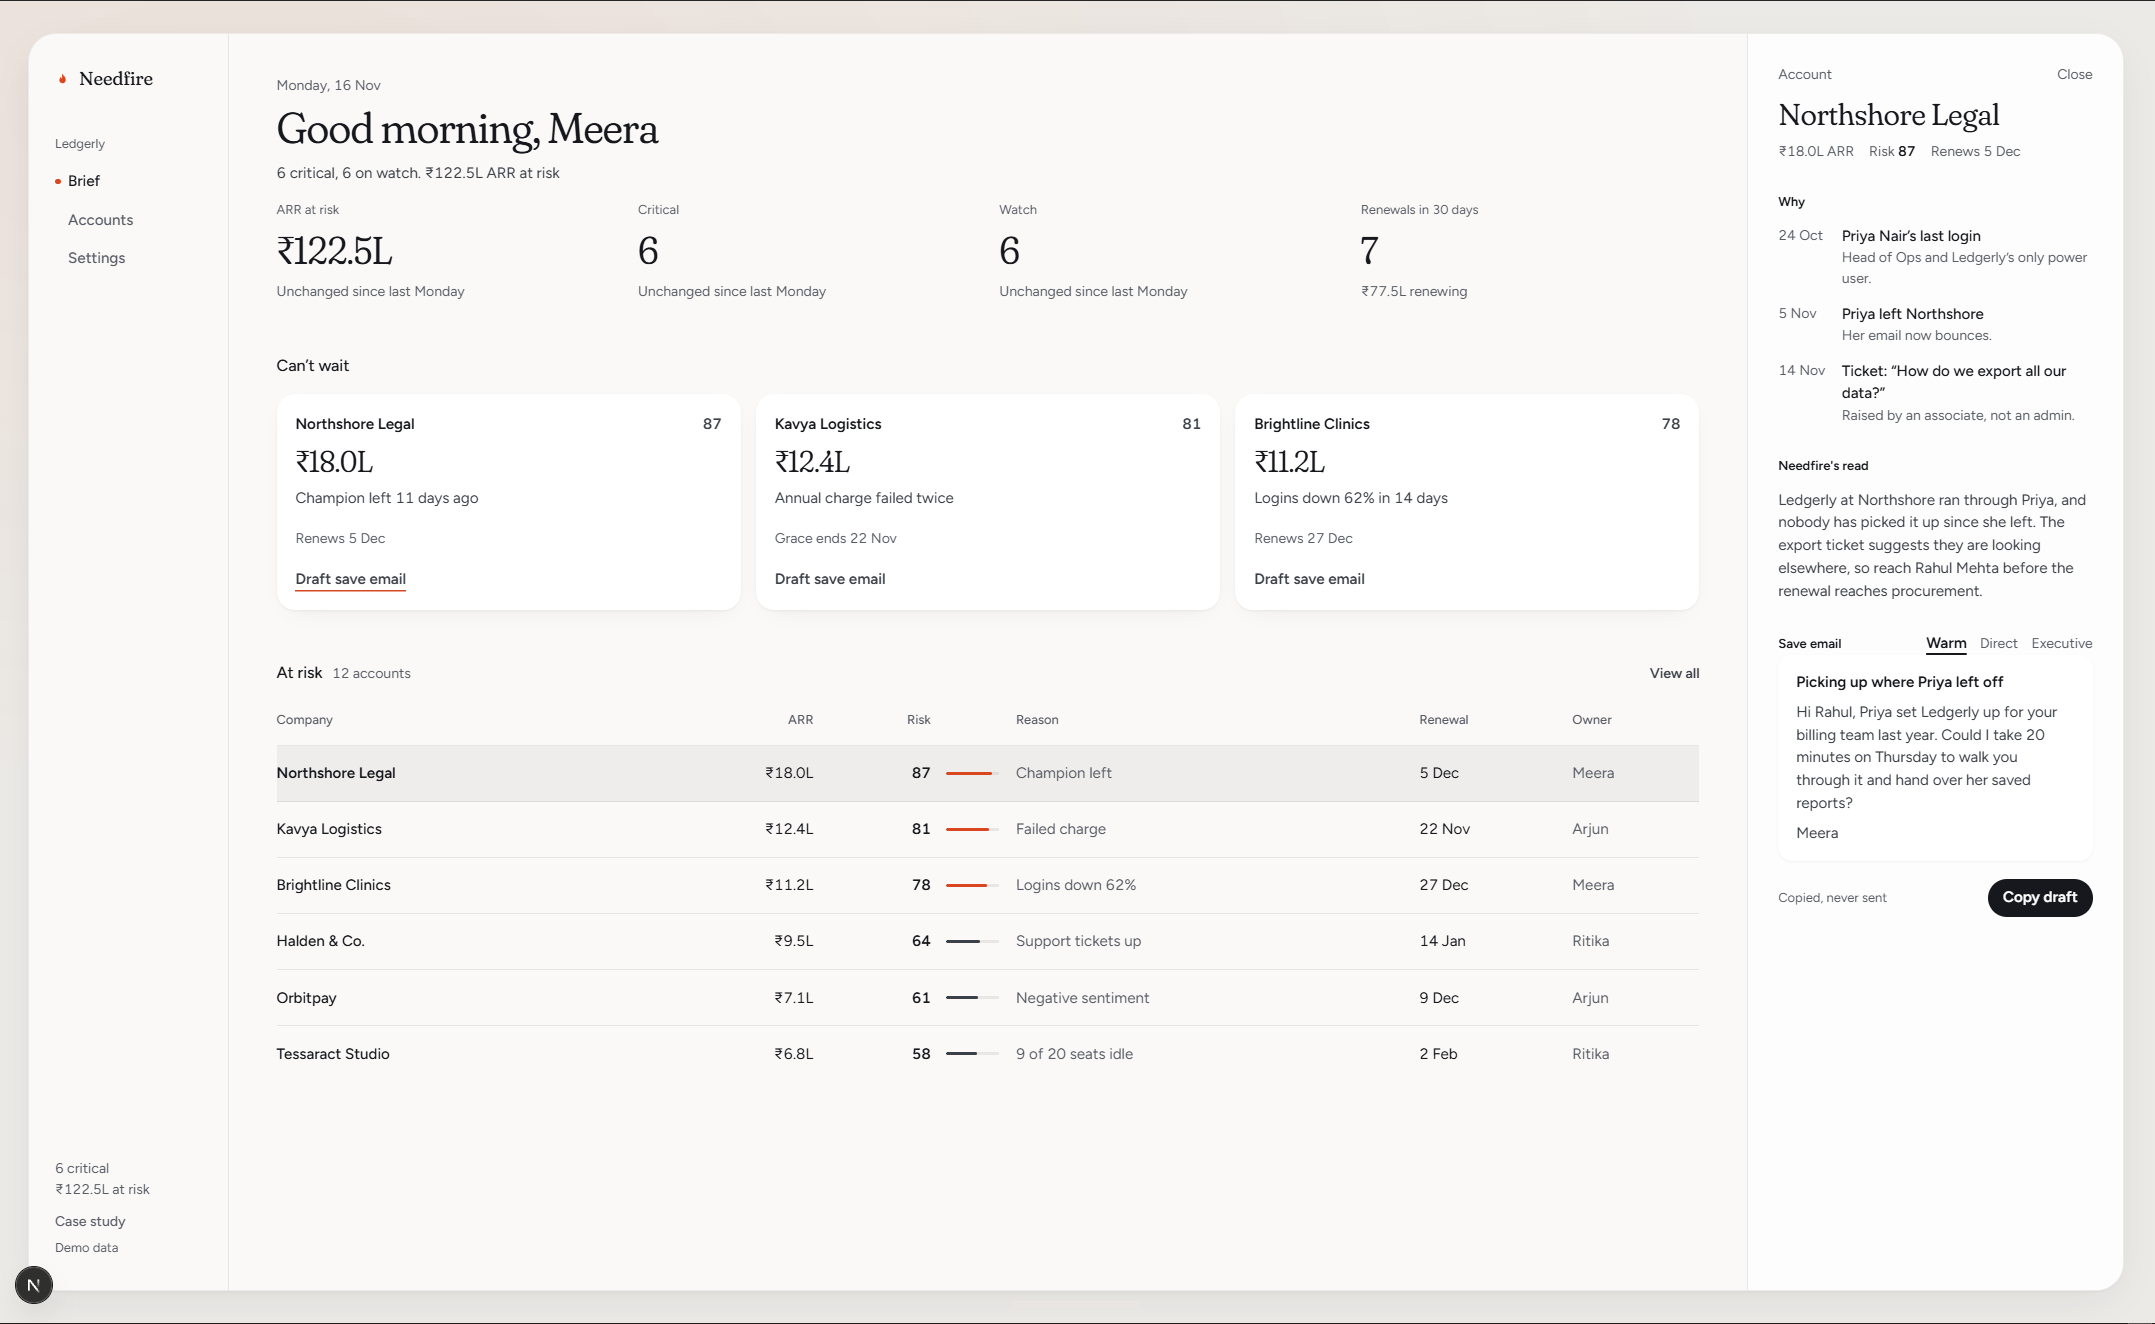 Needfire
Ledgerly
Brief
Accounts
Settings
6 critical
₹122.5L at risk
Case study
Demo data
N
Monday, 16 Nov
Good morning, Meera
6 critical, 6 on watch. ₹122.5L ARR at risk
ARR at risk
₹122.5L
Unchanged since last Monday
Critical
6
Unchanged since last Monday
Watch
6
Unchanged since last Monday
Renewals in 30 days
7
₹77.5L renewing
Can’t wait
Northshore Legal 87
₹18.0L
Champion left 11 days ago
Renews 5 Dec
Draft save email
Kavya Logistics 81
₹12.4L
Annual charge failed twice
Grace ends 22 Nov
Draft save email
Brightline Clinics 78
₹11.2L
Logins down 62% in 14 days
Renews 27 Dec
Draft save email
At risk 12 accounts View all
Company ARR Risk Reason Renewal Owner
Northshore Legal ₹18.0L 87 Champion left 5 Dec Meera
Kavya Logistics ₹12.4L 81 Failed charge 22 Nov Arjun
Brightline Clinics ₹11.2L 78 Logins down 62% 27 Dec Meera
Halden & Co. ₹9.5L 64 Support tickets up 14 Jan Ritika
Orbitpay ₹7.1L 61 Negative sentiment 9 Dec Arjun
Tessaract Studio ₹6.8L 58 9 of 20 seats idle 2 Feb Ritika
Account Close
Northshore Legal
₹18.0L ARR Risk 87 Renews 5 Dec
Why
24 Oct Priya Nair’s last login
Head of Ops and Ledgerly’s only power
user.
5 Nov Priya left Northshore
Her email now bounces.
14 Nov Ticket: “How do we export all our
data?”
Raised by an associate, not an admin.
Needfire's read
Ledgerly at Northshore ran through Priya, and
nobody has picked it up since she left. The
export ticket suggests they are looking
elsewhere, so reach Rahul Mehta before the
renewal reaches procurement.
Save email Warm Direct Executive
Picking up where Priya left off
Hi Rahul, Priya set Ledgerly up for your
billing team last year. Could I take 20
minutes on Thursday to walk you
through it and hand over her saved
reports?
Meera
Copied, never sent Copy draft